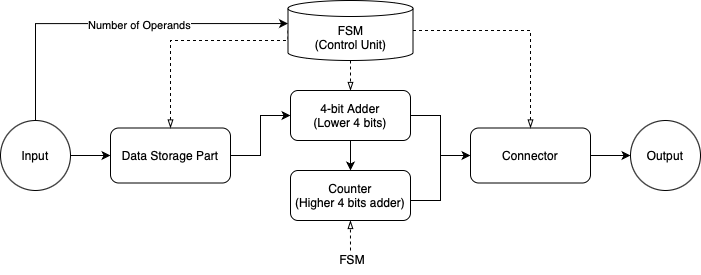 Number of Operands
FSM
(Control Unit)
4-bit Adder
(Lower 4 bits)
Input
Data Storage Part
Connector
Output
Counter
(Higher 4 bits adder)
FSM